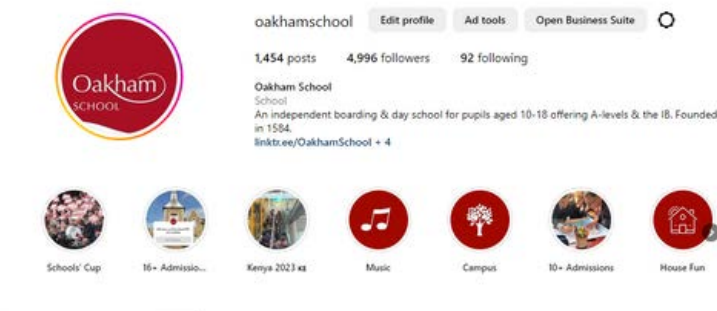 oakhamschool Edit profile Ad tools Open Business Suite
1,454 posts 4,996 followers 92 following
Oakham
SCHOOL
Oakham School
School
An independent boarding & day school for pupils aged 10-18 offering A-levels & the IB. Founded
in 1584.
linktr.ee/OakhamSchool + 4
Schools' Cup 16+ Admissio... Kenya 2023 KE Music Campus 10+ Admissions House Fun